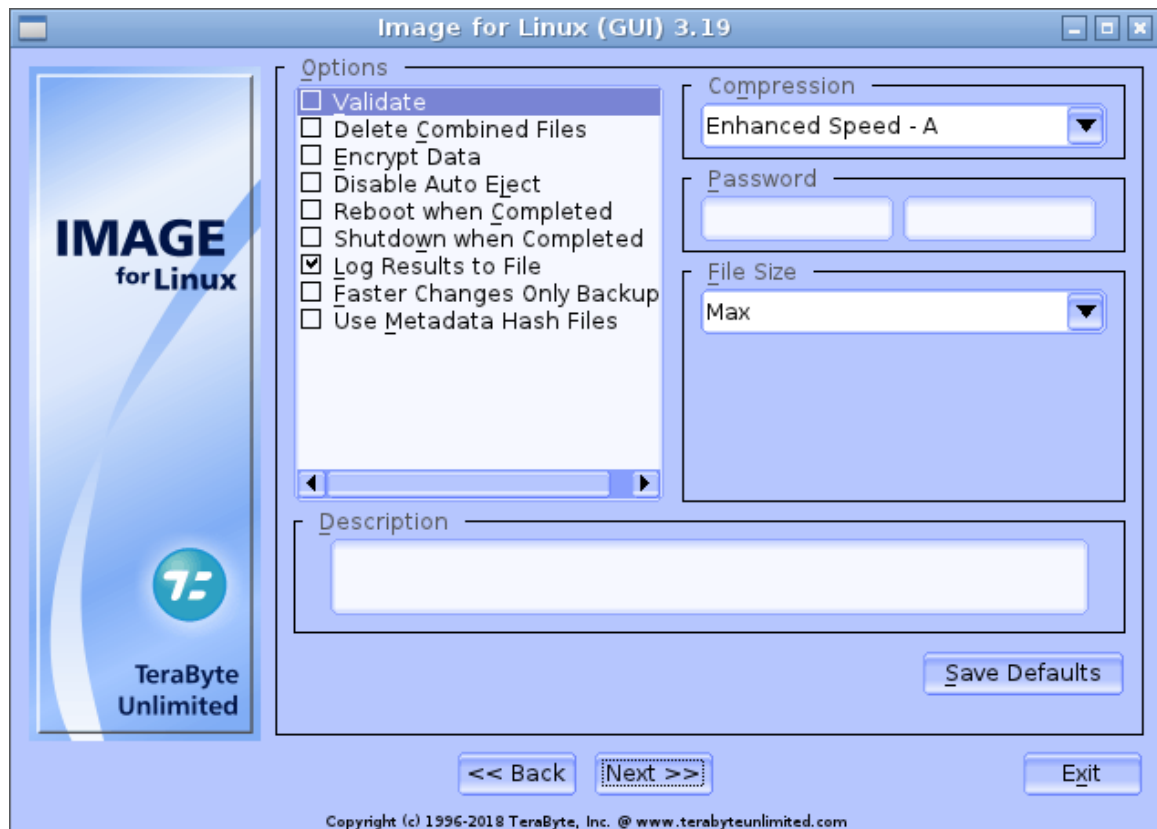 Image for Linux (GUI) 3.19
IMAGE
for Linux
TeraByte
Unlimited
Options
Validate
Delete Combined Files
Encrypt Data
Disable Auto Eject
Reboot when Completed
Shutdown when Completed
Log Results to File
Faster Changes Only Backup
Use Metadata Hash Files
Compression
Enhanced Speed - A
Password
File Size
Max
Description
Save Defaults
<< Back
Next >>
Exit
Copyright (c) 1996-2018 TeraByte, Inc. @ www.terabyteunlimited.com